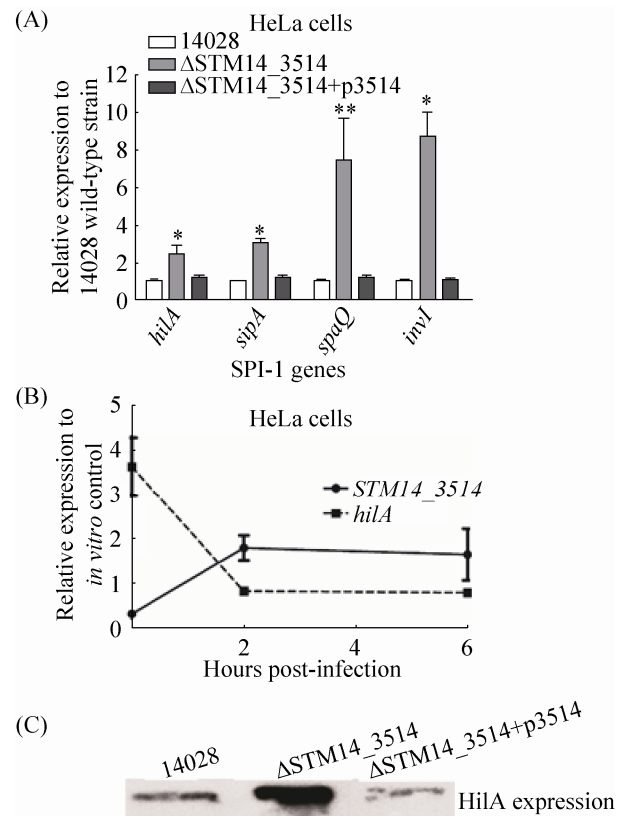 (A)
HeLa cells
14028
ΔSTM14_3514
ΔSTM14_3514+p3514
Relative expression to
14028 wild-type strain
12
10
8
6
4
2
0
*
*
**
*
hilA
sipA
spaQ
invI
SPI-1 genes
(B)
HeLa cells
Relative expression to
in vitro control
5
4
3
2
1
0
STM14_3514
hilA
2
4
6
Hours post-infection
(C)
14028
ΔSTM14_3514
ΔSTM14_3514+p3514
HilA expression